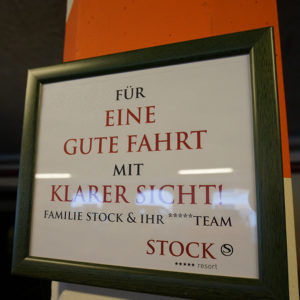 FÜR
EINE
GUTE FAHRT
MIT
KLARER SICHT!
FAMILIE STOCK & IHR *****TEAM
STOCK S
***** resort